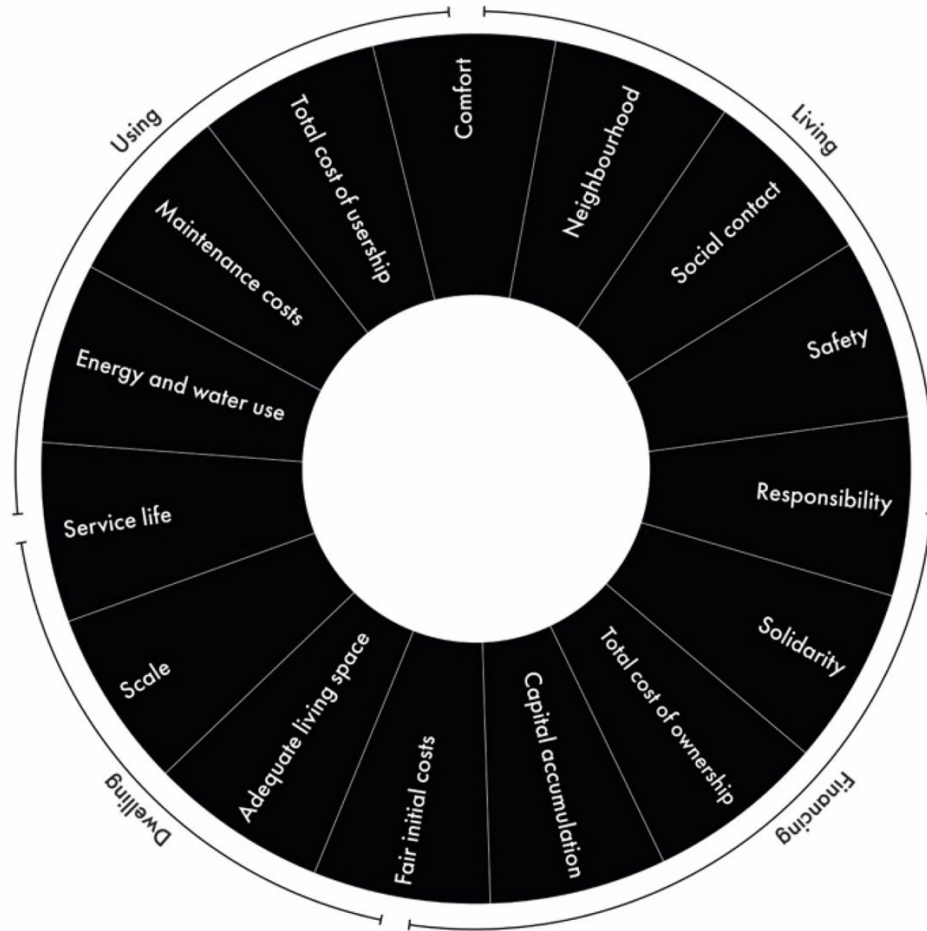 Using
Living
Financing
Dwelling
Comfort
Neighbourhood
Social contact
Safety
Responsibility
Solidarity
Total cost of ownership
Capital accumulation
Fair initial costs
Adequate living space
Scale
Service life
Energy and water use
Maintenance costs
Total cost of usership